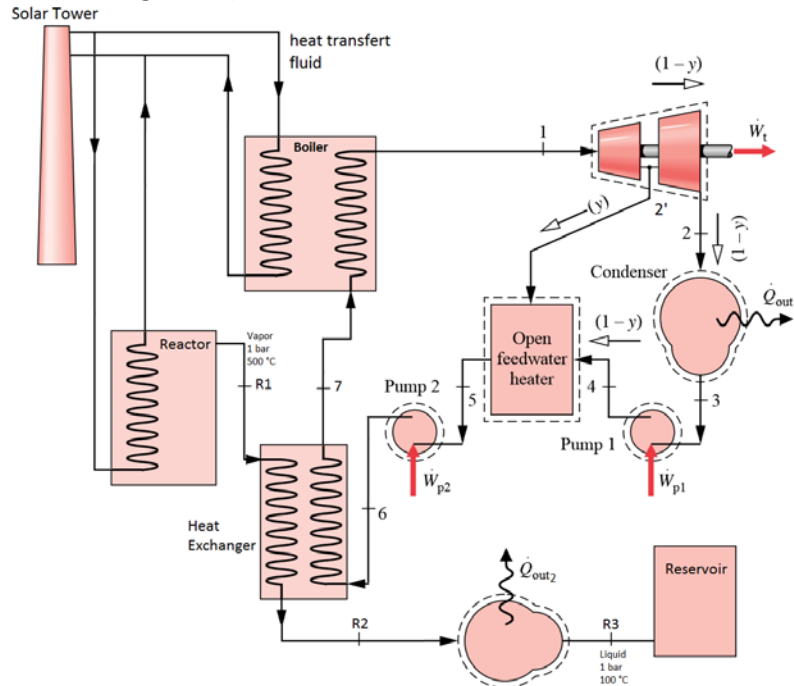 Solar Tower
heat transfert
fluid
(1 – y)
Boiler
1
Ẇt
(y)
2'
2
(1–y)
Condenser
Q̇out
Reactor
Vapor
1 bar
500 °C
R1
7
Open
feedwater
heater
(1 – y)
Pump 2
5
4
3
Pump 1
Ẇp2
Ẇp1
6
Heat
Exchanger
Q̇out₂
Reservoir
R2
R3
Liquid
1 bar
100 °C